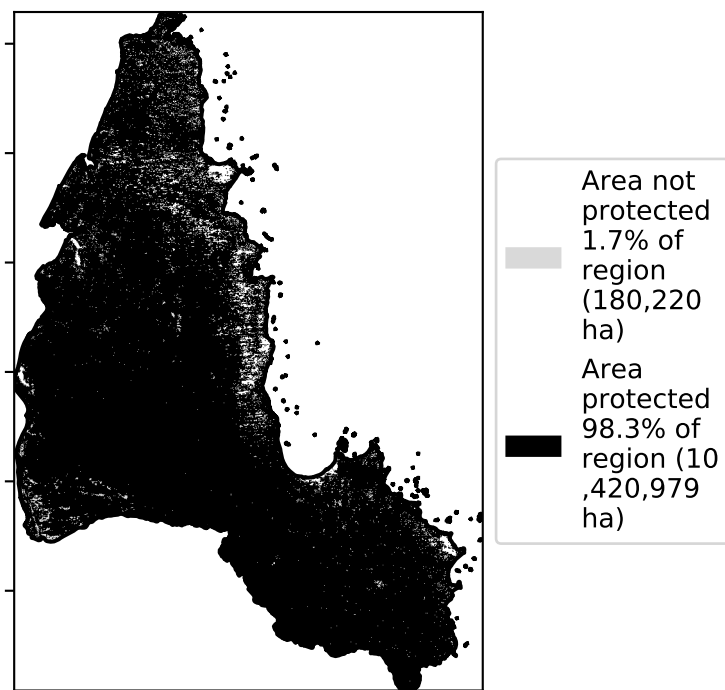 Area not
protected
1.7% of
region
(180,220
ha)
Area
protected
98.3% of
region (10
,420,979
ha)